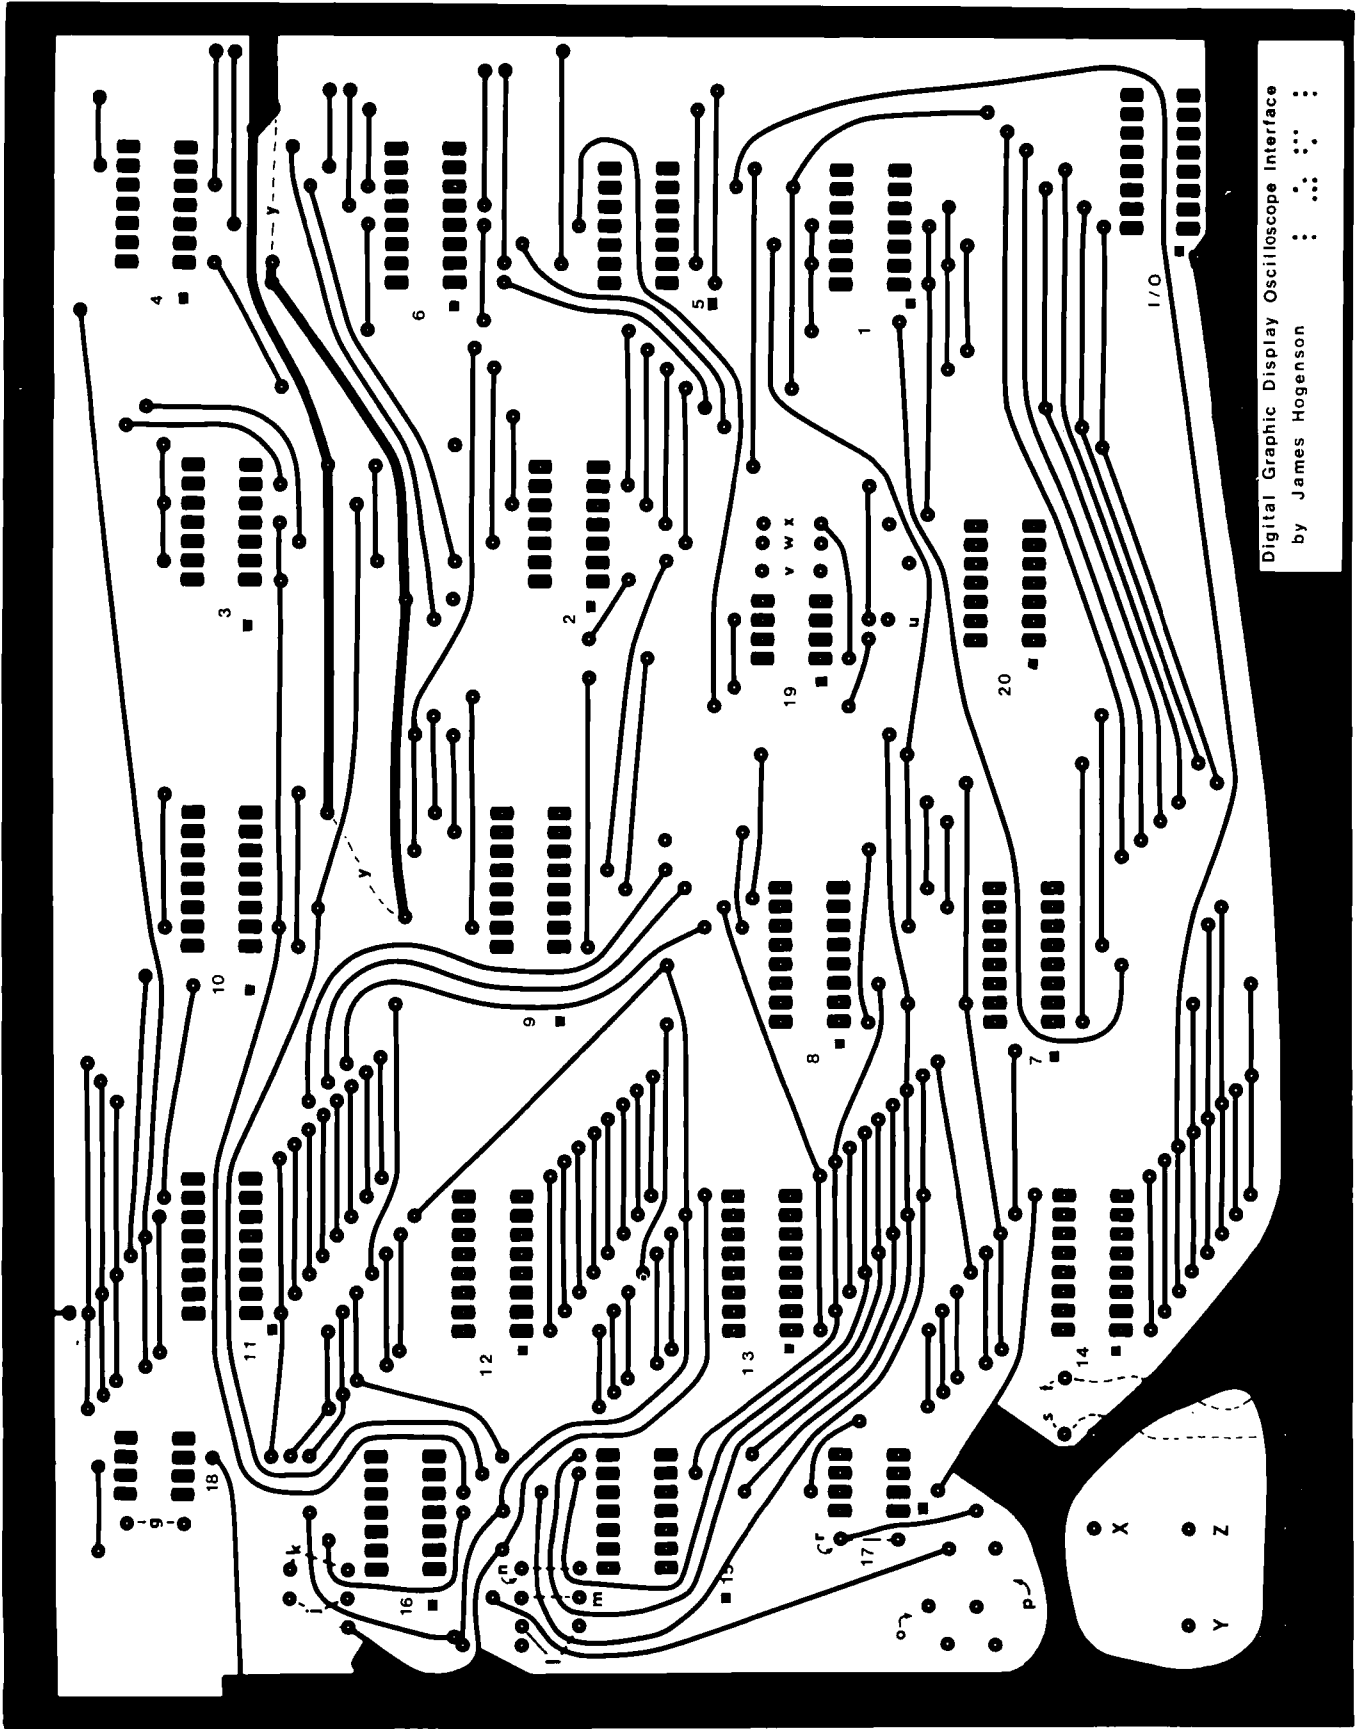 Digital Graphic Display Oscilloscope Interface
by James Hogenson
4
y
6
5
1
I/O
3
2
v w x
19
u
20
y
10
9
8
7
11
12
13
14
t
s
18
g
k
j
16
n
m
l
15
r
17
o
p
X
Z
Y